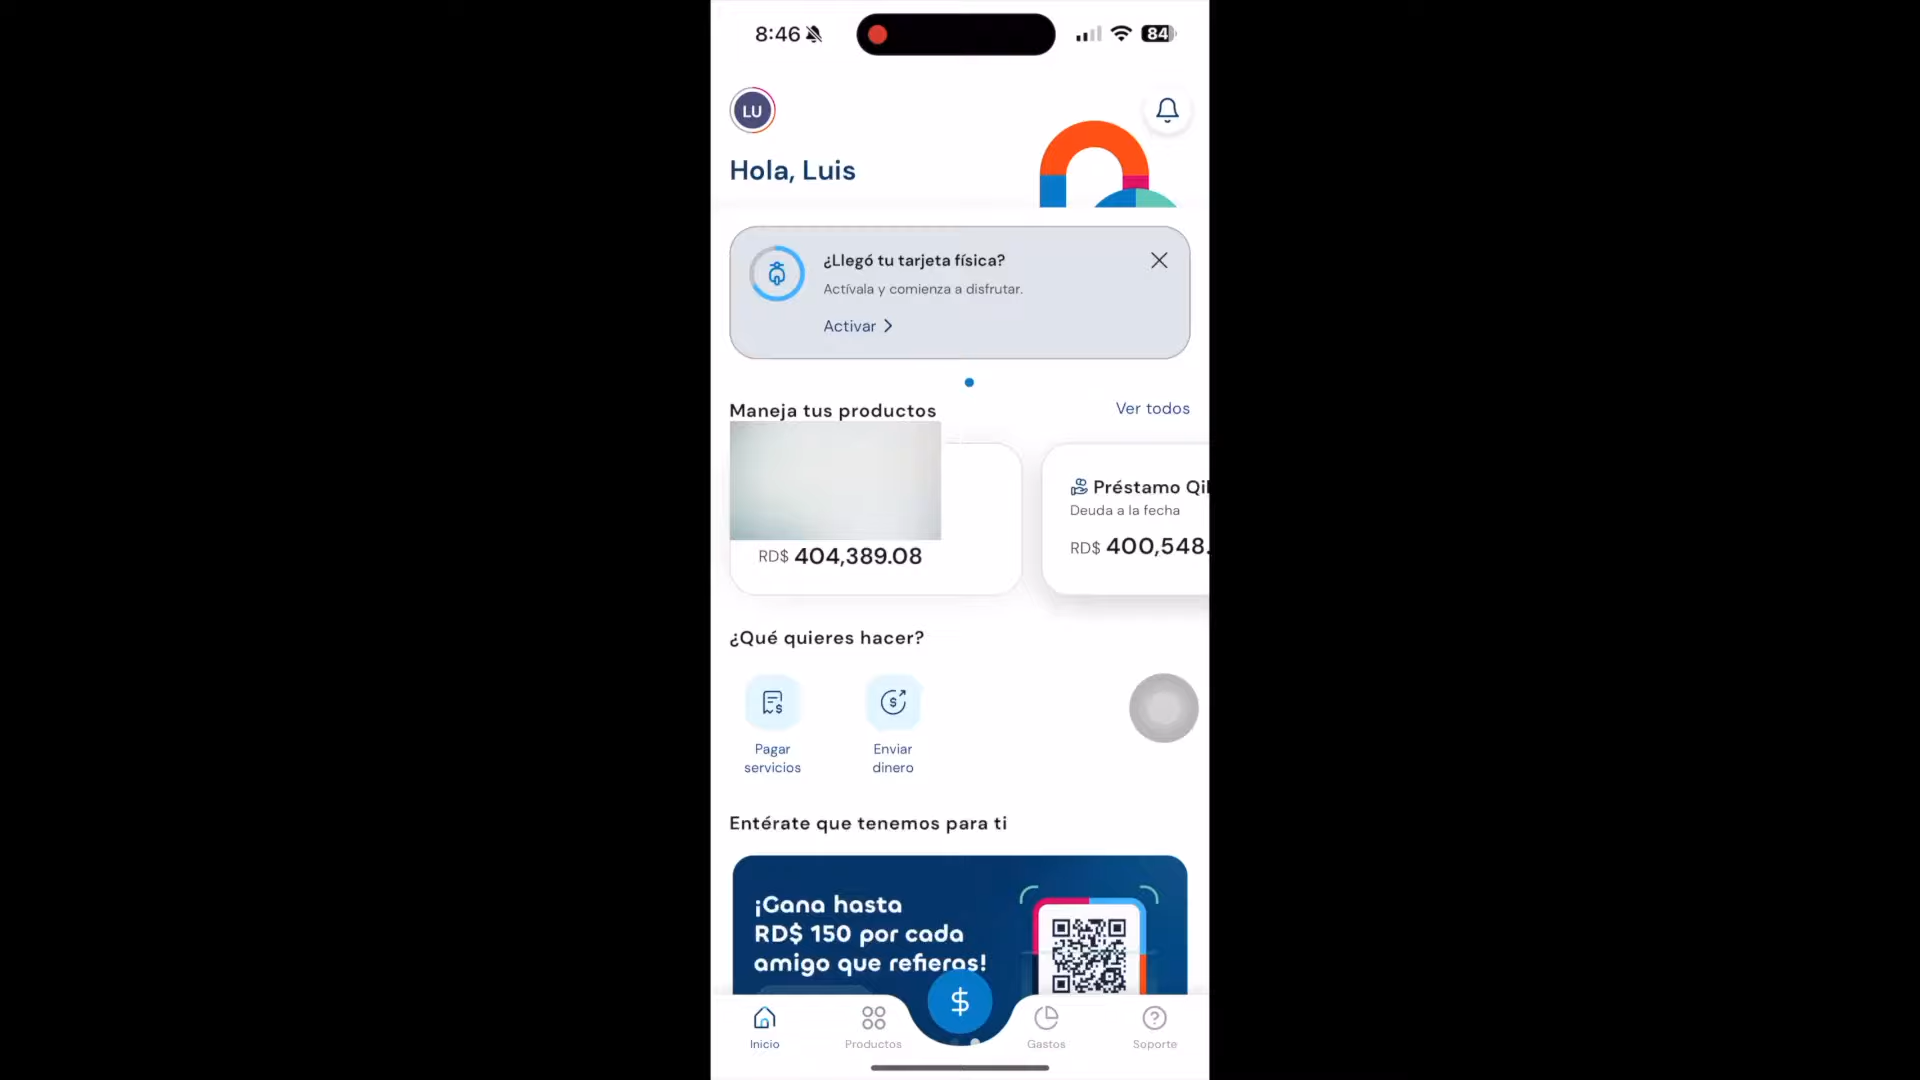 8:46
84
LU
Hola, Luis
¿Llegó tu tarjeta física?
Actívala y comienza a disfrutar.
Activar
Maneja tus productos
Ver todos
RD$ 404,389.08
Préstamo Qi
Deuda a la fecha
RD$ 400,548.
¿Qué quieres hacer?
Pagar
servicios
Enviar
dinero
Entérate que tenemos para ti
¡Gana hasta
RD$ 150 por cada
amigo que refieras!
Inicio
Productos
$
Gastos
Soporte